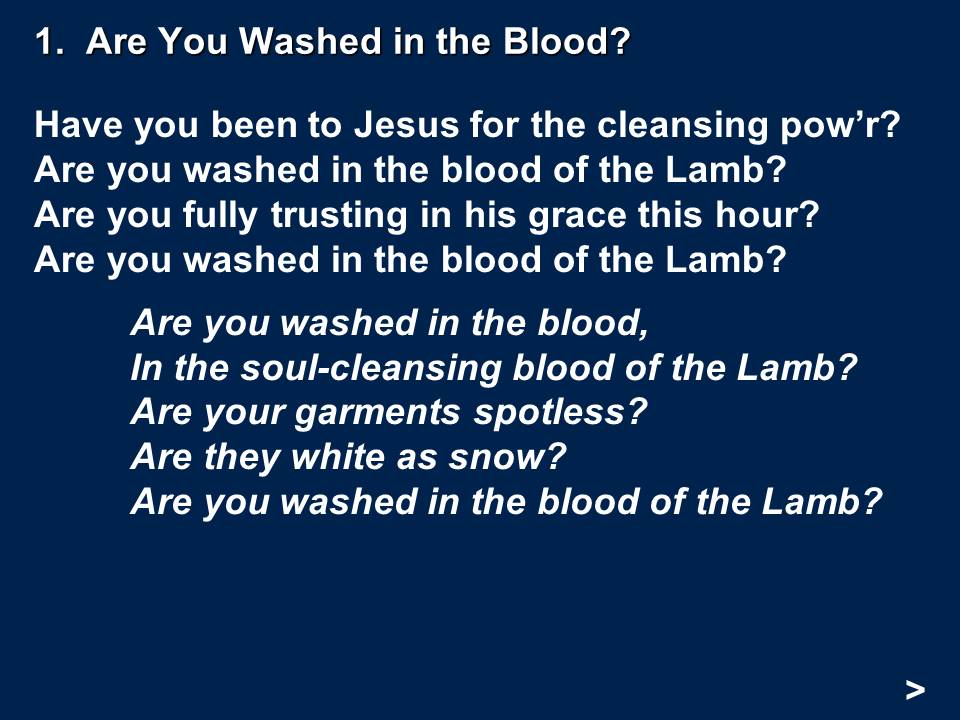 1. Are You Washed in the Blood?
Have you been to Jesus for the cleansing pow’r?
Are you washed in the blood of the Lamb?
Are you fully trusting in his grace this hour?
Are you washed in the blood of the Lamb?
Are you washed in the blood,
In the soul-cleansing blood of the Lamb?
Are your garments spotless?
Are they white as snow?
Are you washed in the blood of the Lamb?
>